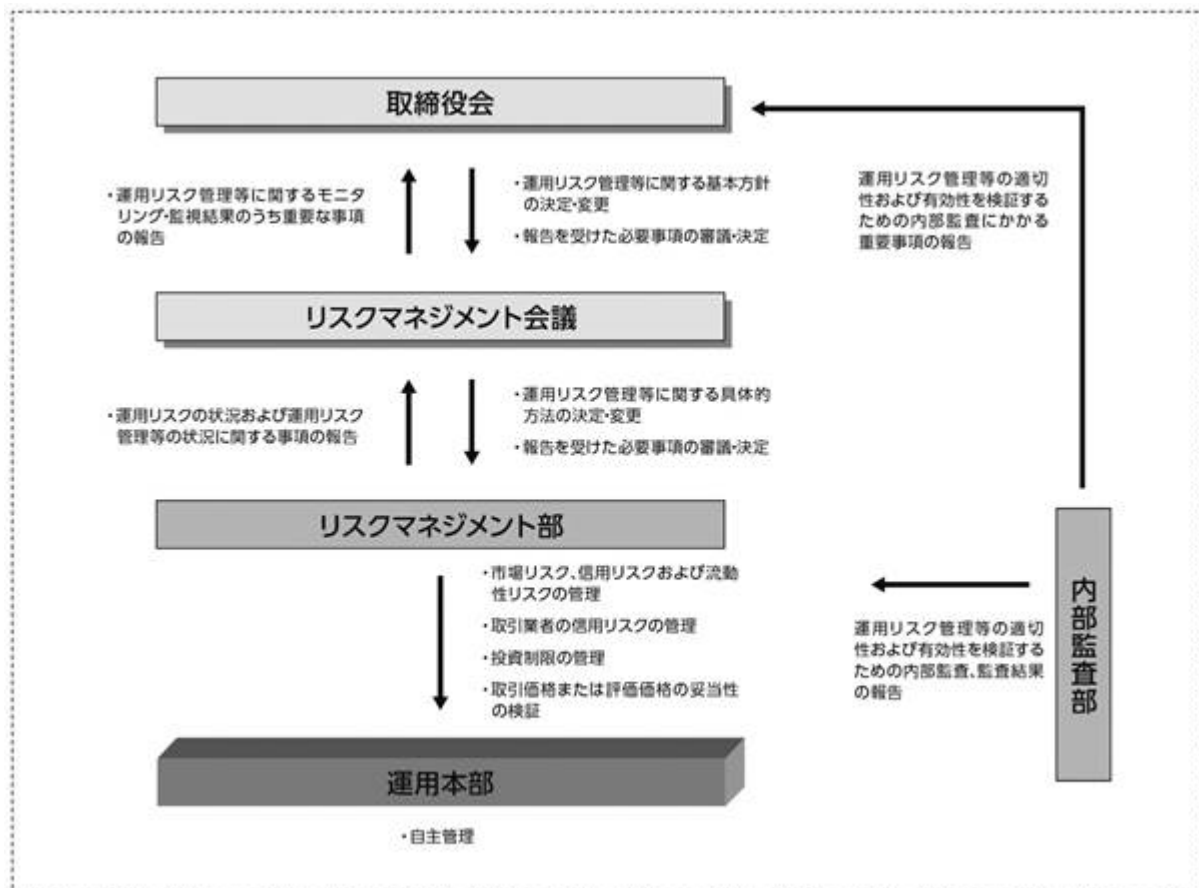 取締役会
・運用リスク管理等に関するモニタ
リング・監視結果のうち重要な事項
の報告
・運用リスク管理等に関する基本方針
の決定・変更
・報告を受けた必要事項の審議・決定
運用リスク管理等の適切
性および有効性を検証する
ための内部監査にかかる
重要事項の報告
リスクマネジメント会議
・運用リスクの状況および運用リスク
管理等の状況に関する事項の報告
・運用リスク管理等に関する具体的
方法の決定・変更
・報告を受けた必要事項の審議・決定
リスクマネジメント部
・市場リスク、信用リスクおよび流動
性リスクの管理
・取引業者の信用リスクの管理
・投資制限の管理
・取引価格または評価価格の妥当性
の検証
運用リスク管理等の適切
性および有効性を検証する
ための内部監査、監査結果
の報告
内部監査部
運用本部
・自主管理